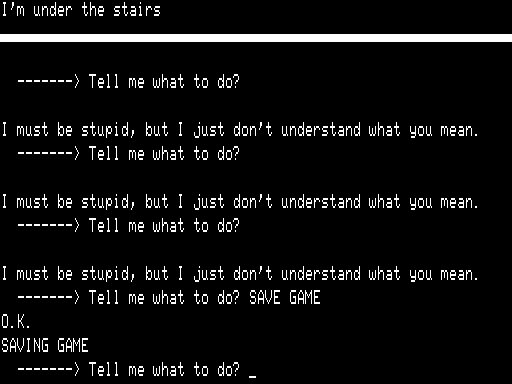 I'm under the stairs
-------> Tell me what to do?
I must be stupid, but I just don't understand what you mean.
-------> Tell me what to do?
I must be stupid, but I just don't understand what you mean.
-------> Tell me what to do?
I must be stupid, but I just don't understand what you mean.
-------> Tell me what to do? SAVE GAME
O.K.
SAVING GAME
-------> Tell me what to do? _